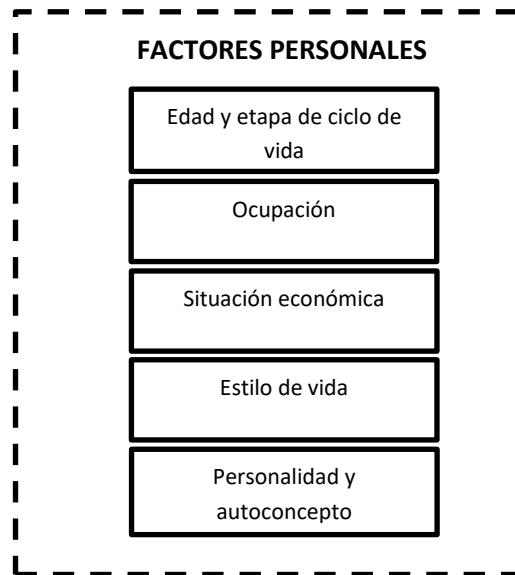 FACTORES PERSONALES
Edad y etapa de ciclo de
vida
Ocupación
Situación económica
Estilo de vida
Personalidad y
autoconcepto